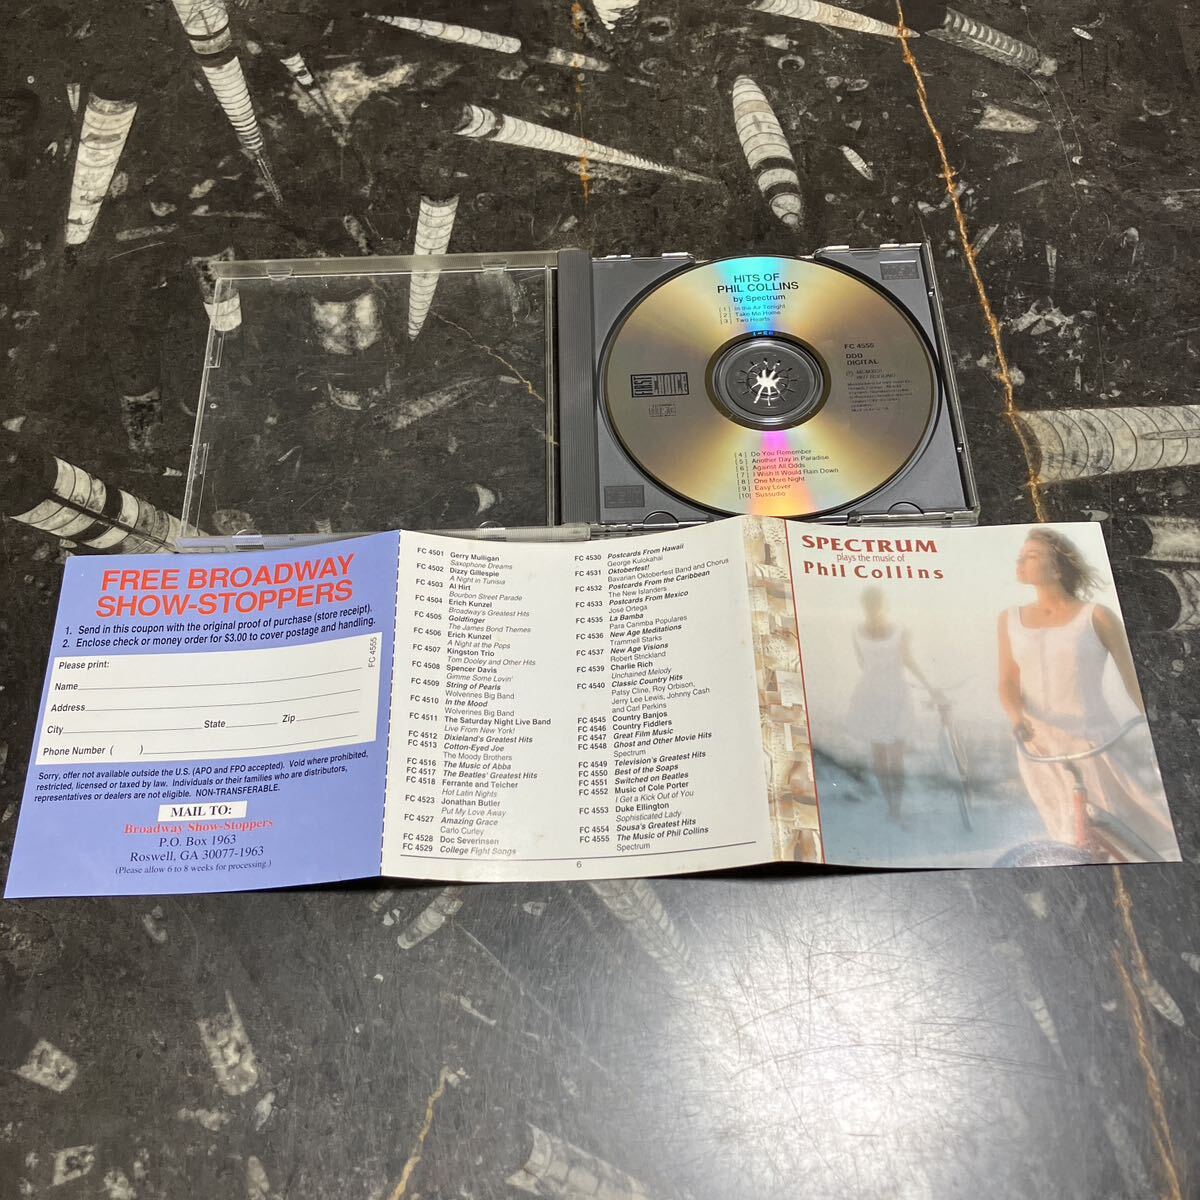 HITS OF
PHIL COLLINS
by Spectrum
[1] In the Air Tonight
[2] Take Me Home
[3] Two Hearts
FIRST
CHOICE
FC 4555
DDD
DIGITAL
[4] Do You Remember
[5] Another Day in Paradise
[6] Against All Odds
[7] I Wish It Would Rain Down
[8] One More Night
[9] Easy Lover
[10] Sussudio
FREE BROADWAY
SHOW-STOPPERS
1. Send in this coupon with the original proof of purchase (store receipt).
2. Enclose check or money order for $3.00 to cover postage and handling.
Please print:
Name
Address
City State Zip
Phone Number ( )
FC 4555
Sorry, offer not available outside the U.S. (APO and FPO accepted). Void where prohibited,
restricted, licensed or taxed by law. Individuals or their families who are distributors,
representatives or dealers are not eligible. NON-TRANSFERABLE.
MAIL TO:
Broadway Show-Stoppers
P.O. Box 1963
Roswell, GA 30077-1963
(Please allow 6 to 8 weeks for processing.)
FC 4501 Gerry Mulligan
Saxophone Dreams
FC 4502 Dizzy Gillespie
A Night in Tunisia
FC 4503 Al Hirt
Bourbon Street Parade
FC 4504 Erich Kunzel
Broadway's Greatest Hits
FC 4505 Goldfinger
The James Bond Themes
FC 4506 Erich Kunzel
A Night at the Pops
FC 4507 Kingston Trio
Tom Dooley and Other Hits
FC 4508 Spencer Davis
Gimme Some Lovin'
FC 4509 String of Pearls
Wolverines Big Band
FC 4510 In the Mood
Wolverines Big Band
FC 4511 The Saturday Night Live Band
Live From New York!
FC 4512 Dixieland's Greatest Hits
FC 4513 Cotton-Eyed Joe
The Moody Brothers
FC 4516 The Music of Abba
FC 4517 The Beatles' Greatest Hits
FC 4518 Ferrante and Teicher
Hot Latin Nights
FC 4523 Jonathan Butler
Put My Love Away
FC 4527 Amazing Grace
Carlo Curley
FC 4528 Doc Severinsen
FC 4529 College Fight Songs
FC 4530 Postcards From Hawaii
George Kulokahai
FC 4531 Oktoberfest!
Bavarian Oktoberfest Band and Chorus
FC 4532 Postcards From the Caribbean
The New Islanders
FC 4533 Postcards From Mexico
José Ortega
FC 4535 La Bamba
Para Carimba Populares
FC 4536 New Age Meditations
Trammell Starks
FC 4537 New Age Visions
Robert Strickland
FC 4539 Charlie Rich
Unchained Melody
FC 4540 Classic Country Hits
Patsy Cline, Roy Orbison,
Jerry Lee Lewis, Johnny Cash
and Carl Perkins
FC 4545 Country Banjos
FC 4546 Country Fiddlers
FC 4547 Great Film Music
FC 4548 Ghost and Other Movie Hits
Spectrum
FC 4549 Television's Greatest Hits
FC 4550 Best of the Soaps
FC 4551 Switched on Beatles
FC 4552 Music of Cole Porter
I Get a Kick Out of You
FC 4553 Duke Ellington
Sophisticated Lady
FC 4554 Sousa's Greatest Hits
FC 4555 The Music of Phil Collins
Spectrum
6
SPECTRUM
plays the music of
Phil Collins